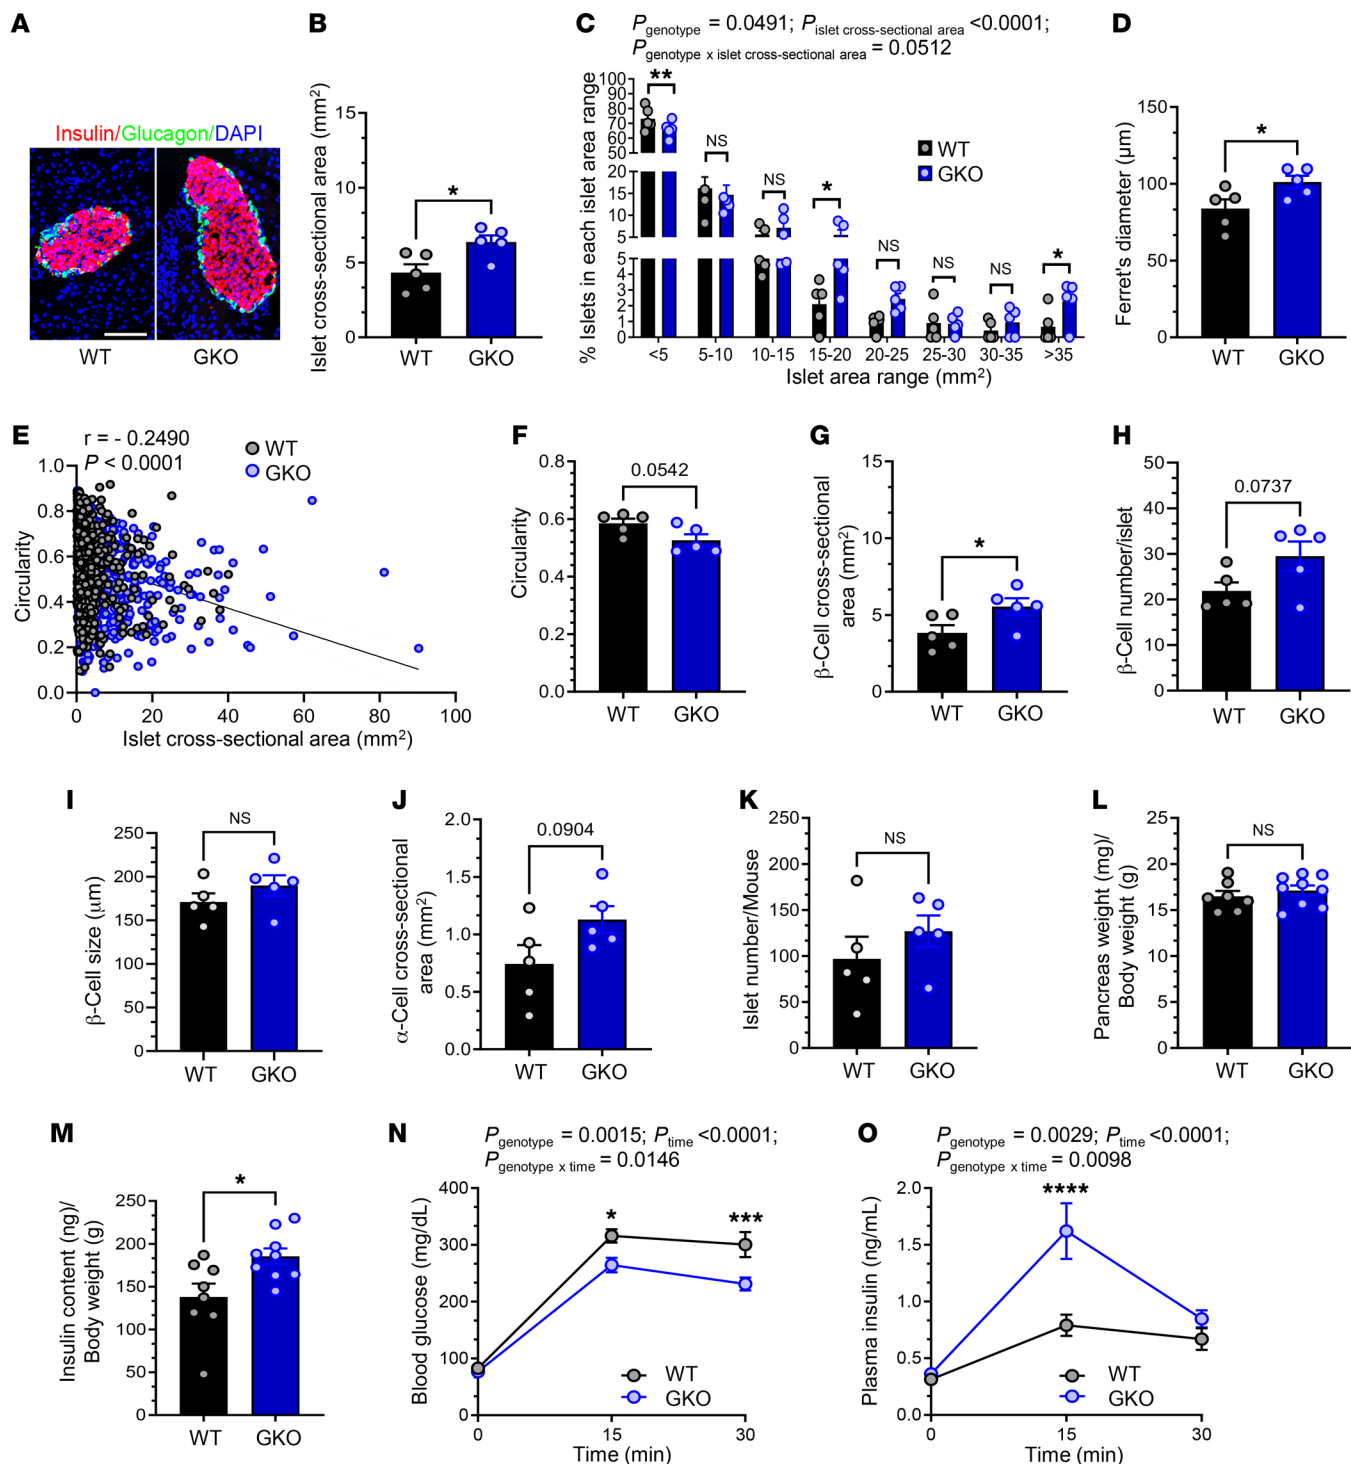 A
Insulin/Glucagon/DAPI
WT
GKO
B
Islet cross-sectional area (mm²)
15
10
5
0
*
WT
GKO
C
Pgenotype = 0.0491; Pislet cross-sectional area <0.0001;
Pgenotype x islet cross-sectional area = 0.0512
% Islets in each islet area range
100
90
80
70
60
50
20
15
10
5
5
4
3
2
1
0
**
NS
NS
*
NS
NS
NS
*
WT
GKO
<5
5-10
10-15
15-20
20-25
25-30
30-35
>35
Islet area range (mm²)
D
Ferret's diameter (μm)
150
100
50
0
*
WT
GKO
E
r = - 0.2490
P < 0.0001
WT
GKO
Circularity
1.0
0.8
0.6
0.4
0.2
0.0
0
20
40
60
80
100
Islet cross-sectional area (mm²)
F
Circularity
0.8
0.6
0.4
0.2
0.0
0.0542
WT
GKO
G
β-Cell cross-sectional
area (mm²)
15
10
5
0
*
WT
GKO
H
β-Cell number/islet
50
40
30
20
10
0
0.0737
WT
GKO
I
β-Cell size (μm)
250
200
150
100
50
0
NS
WT
GKO
J
α-Cell cross-sectional
area (mm²)
2.0
1.5
1.0
0.5
0.0
0.0904
WT
GKO
K
Islet number/Mouse
250
200
150
100
50
0
NS
WT
GKO
L
Pancreas weight (mg)/
Body weight (g)
25
20
15
10
5
0
NS
WT
GKO
M
Insulin content (ng)/
Body weight (g)
250
200
150
100
50
0
*
WT
GKO
N
Pgenotype = 0.0015; Ptime <0.0001;
Pgenotype x time = 0.0146
Blood glucose (mg/dL)
400
300
200
100
0
*
***
WT
GKO
0
15
30
Time (min)
O
Pgenotype = 0.0029; Ptime <0.0001;
Pgenotype x time = 0.0098
Plasma insulin (ng/mL)
2.0
1.5
1.0
0.5
0.0
****
WT
GKO
0
15
30
Time (min)